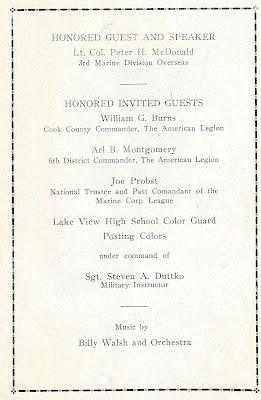 HONORED GUEST AND SPEAKER
Lt. Col. Peter H. McDonald
3rd Marine Division Overseas
HONORED INVITED GUESTS
William G. Burns
Cook County Commander, The American Legion
Arl B. Montgomery
6th District Commander, The American Legion
Joe Probst
National Trustee and Past Comandant of the
Marine Corp League
Lake View High School Color Guard
Posting Colors
under command of
Sgt. Steven A. Duttko
Military Instructor
Music by
Billy Walsh and Orchestra